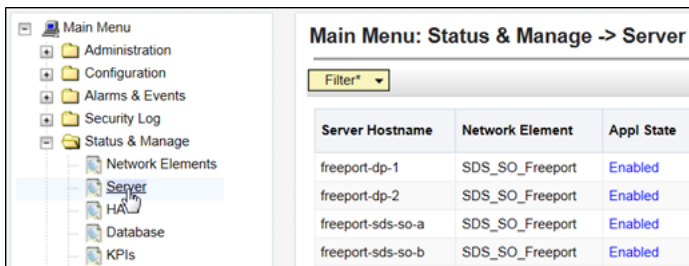 Main Menu
Administration
Configuration
Alarms & Events
Security Log
Status & Manage
Network Elements
Server
HA
Database
KPIs
Main Menu: Status & Manage -> Server
Filter*
Server Hostname Network Element Appl State
freeport-dp-1 SDS_SO_Freeport Enabled
freeport-dp-2 SDS_SO_Freeport Enabled
freeport-sds-so-a SDS_SO_Freeport Enabled
freeport-sds-so-b SDS_SO_Freeport Enabled